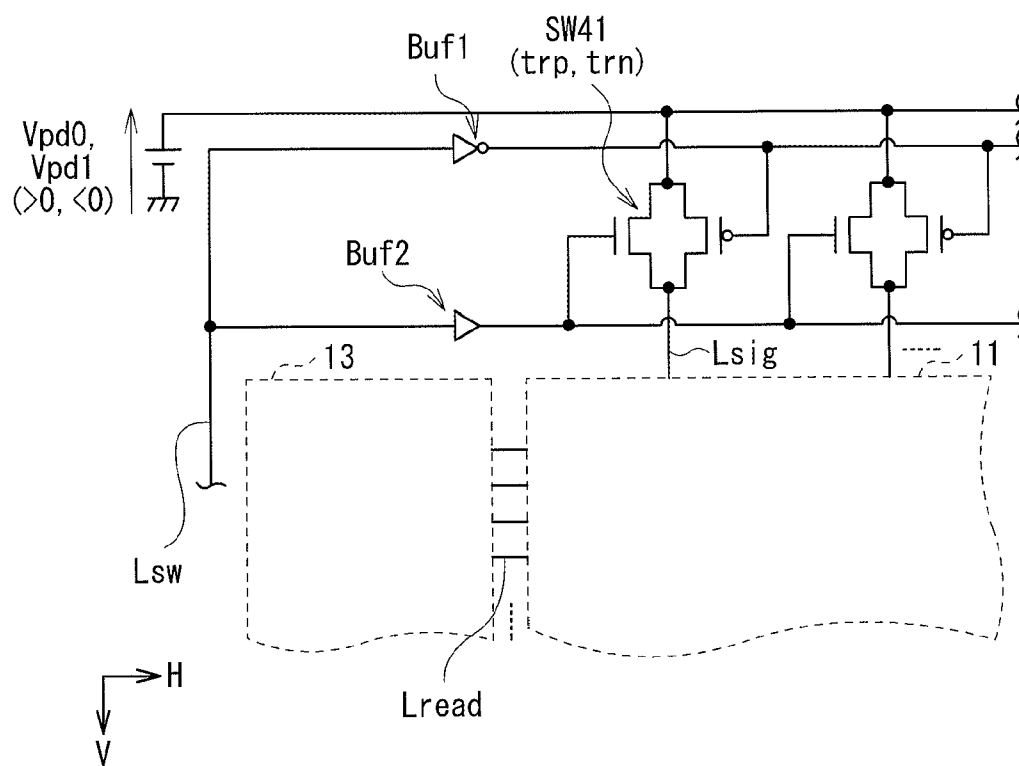 SW41
(trp, trn)
Buf1
Vpd0,
Vpd1
(>0, <0)
Buf2
13
Lsig
11
Lsw
Lread
H
V